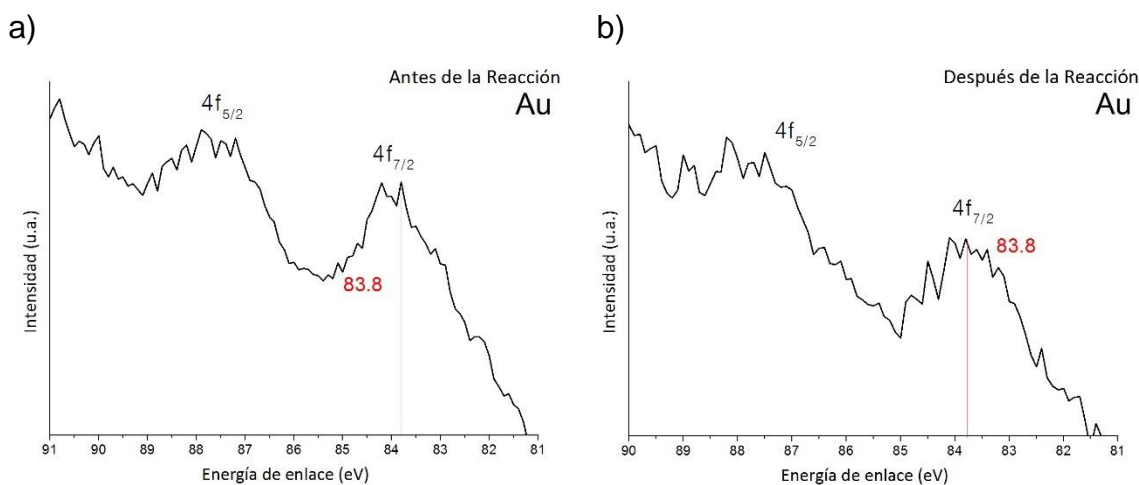 a)
Antes de la Reacción
Au
4f5/2
4f7/2
83.8
Intensidad (u.a.)
91 90 89 88 87 86 85 84 83 82 81
Energía de enlace (eV)
b)
Después de la Reacción
Au
4f5/2
4f7/2
83.8
Intensidad (u.a.)
90 89 88 87 86 85 84 83 82 81
Energía de enlace (eV)